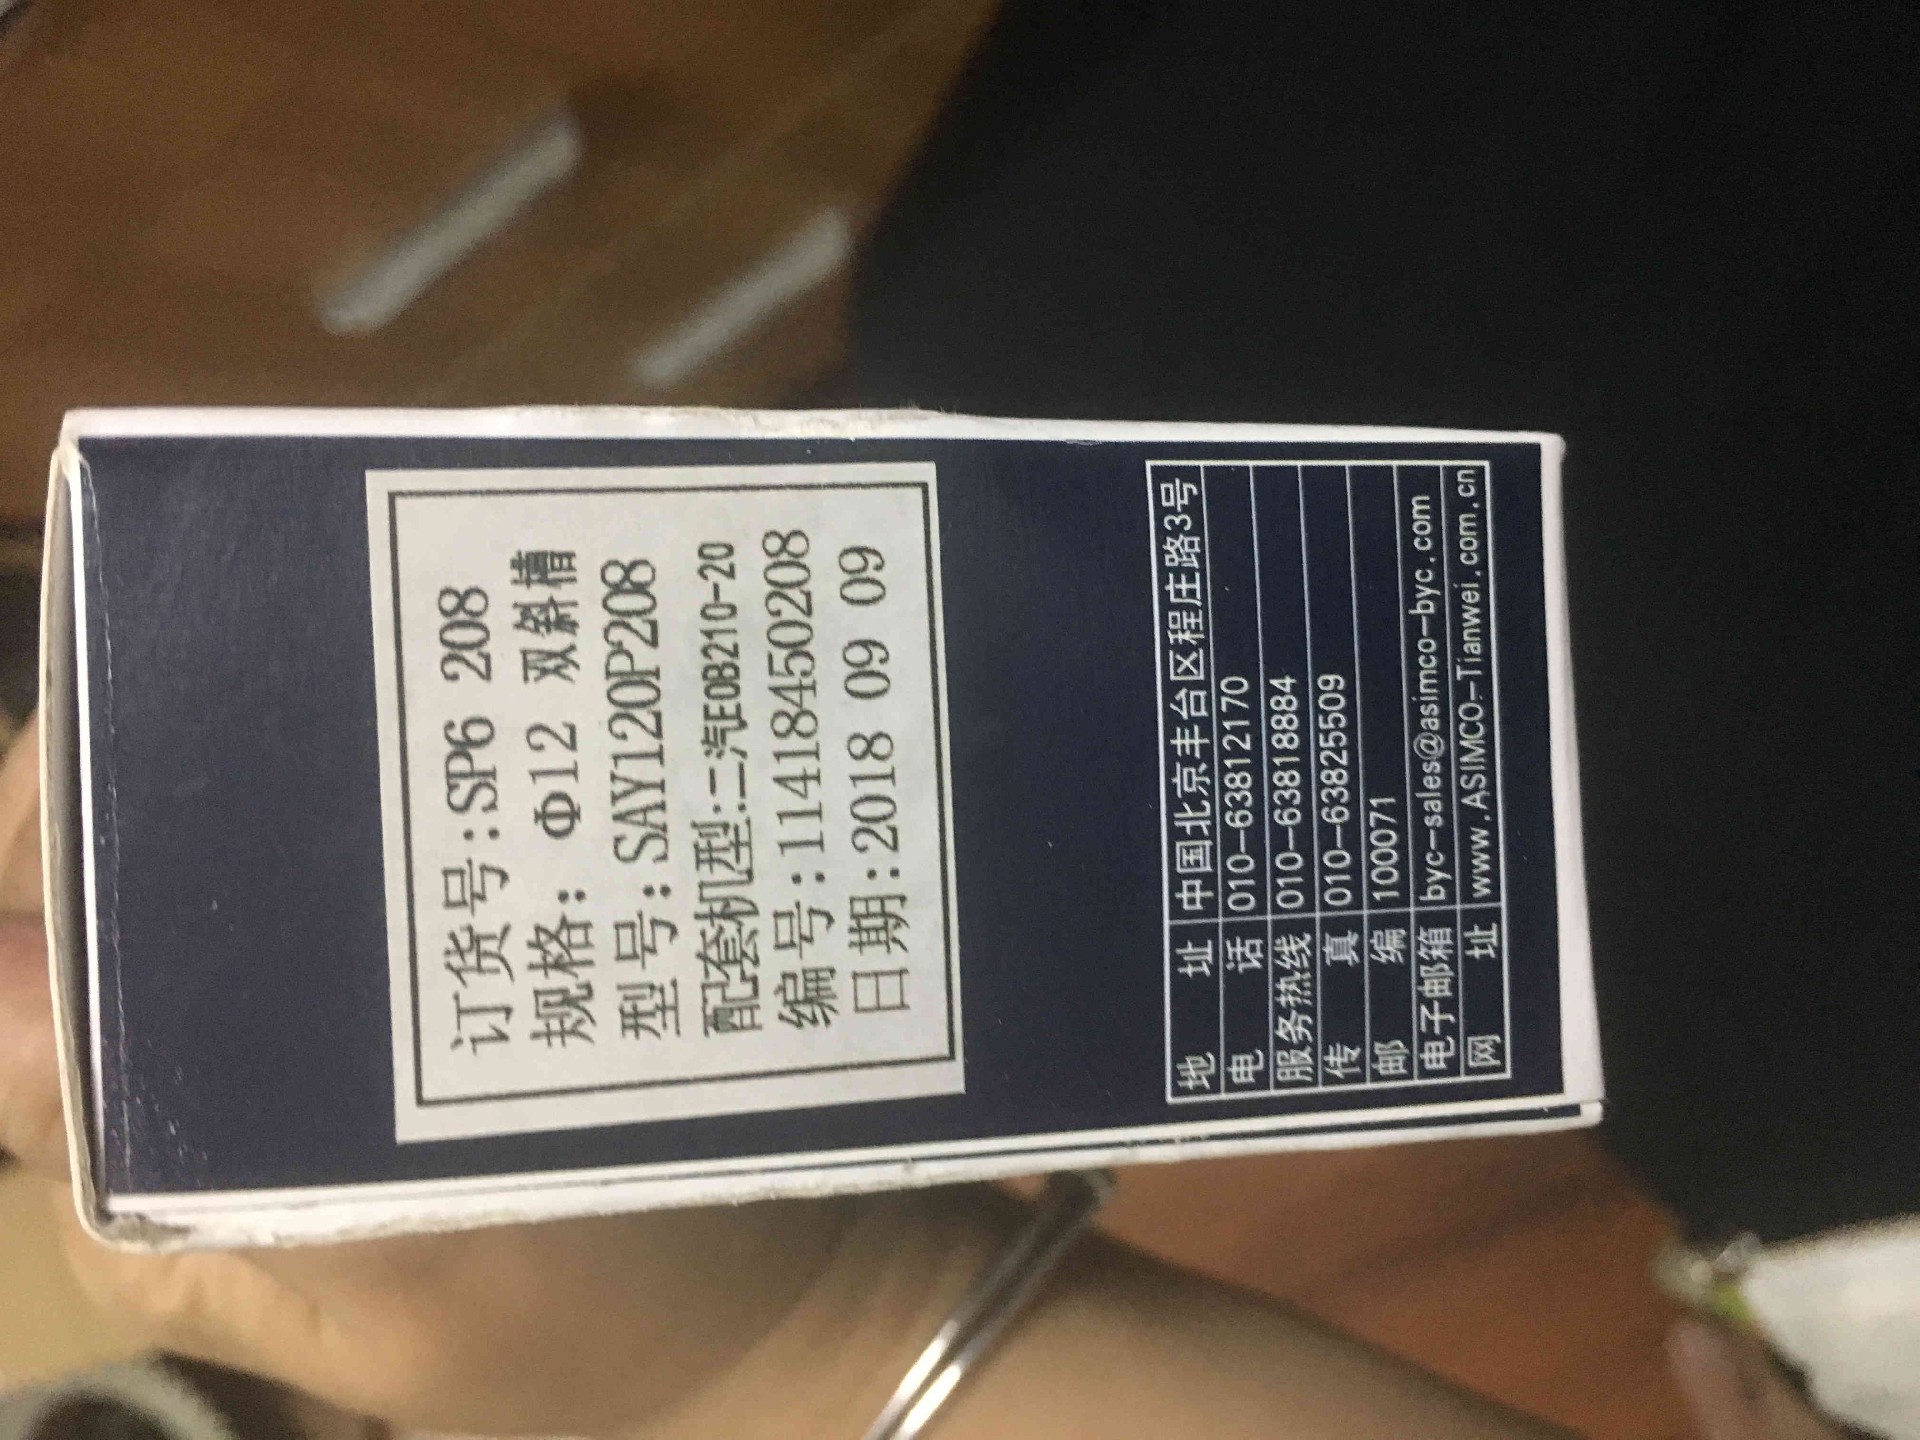 订货号:SP6 208
规格: Φ12 双斜槽
型号:SAY120P208
配套机型:二汽EQB210-20
编号:11418450208
日期:2018 09 09
地 址 中国北京丰台区程庄路3号
电 话 010-63812170
服务热线 010-63818884
传 真 010-63825509
邮 编 100071
电子邮箱 byc-sales@asimco-byc.com
网 址 www.ASIMCO-Tianwei.com.cn